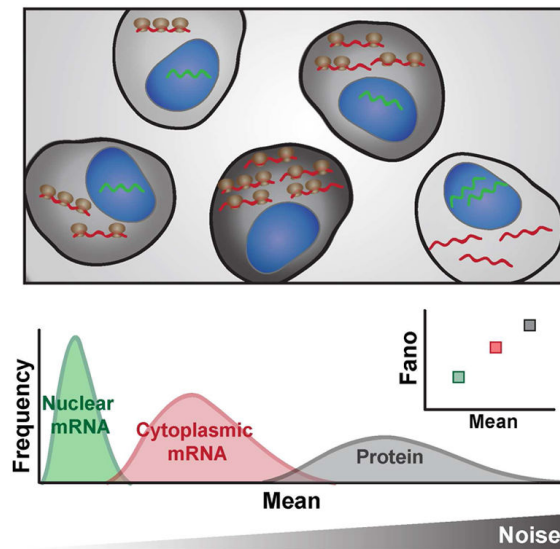 Fano
Mean
Frequency
Nuclear
mRNA
Cytoplasmic
mRNA
Protein
Mean
Noise